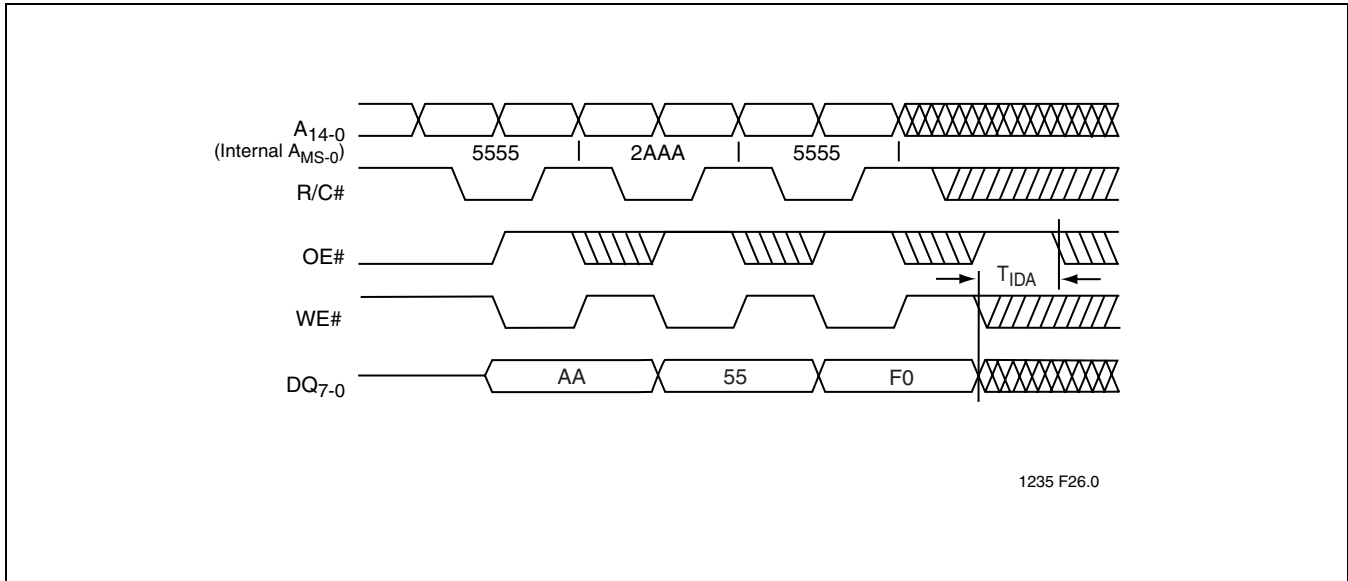 A14-0
(Internal AMS-0)
5555 | 2AAA | 5555 |
R/C#
OE#
TIDA
WE#
DQ7-0
AA 55 F0
1235 F26.0